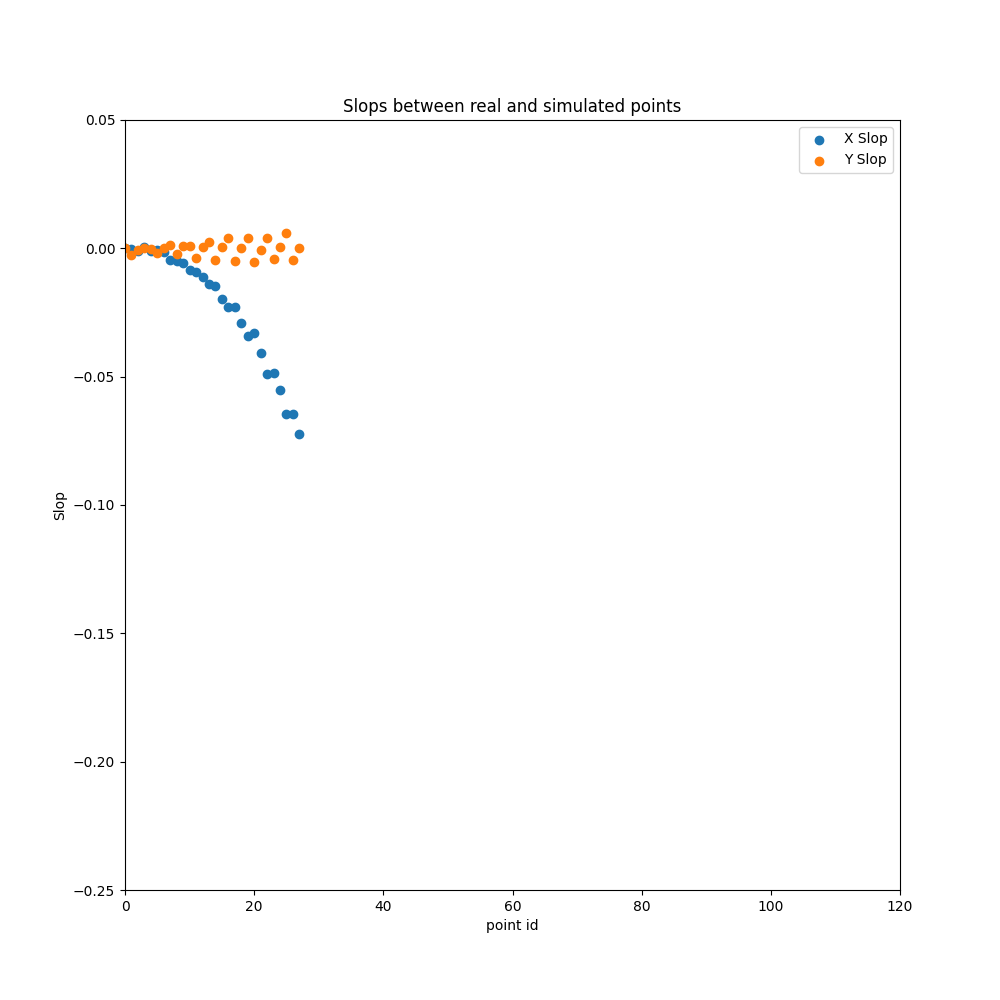 Slops between real and simulated points
X Slop
Y Slop
0.05
0.00
−0.05
−0.10
−0.15
−0.20
−0.25
Slop
0 20 40 60 80 100 120
point id